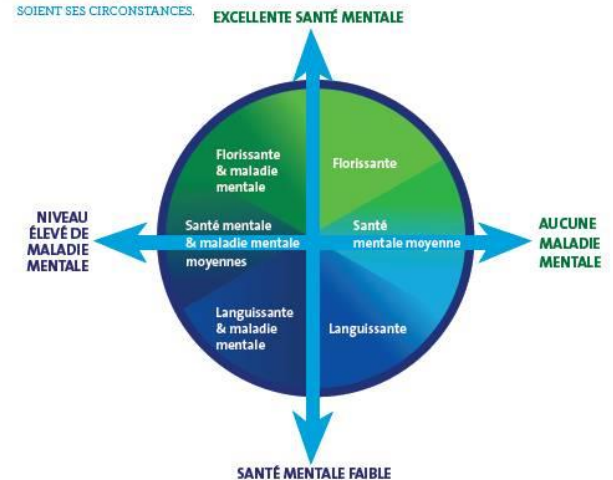 SOIENT SES CIRCONSTANCES.
EXCELLENTE SANTÉ MENTALE
Florissante
& maladie
mentale
Florissante
NIVEAU
ÉLEVÉ DE
MALADIE
MENTALE
Santé mentale
& maladie mentale
moyennes
Santé
mentale moyenne
AUCUNE
MALADIE
MENTALE
Languissante
& maladie
mentale
Languissante
SANTÉ MENTALE FAIBLE